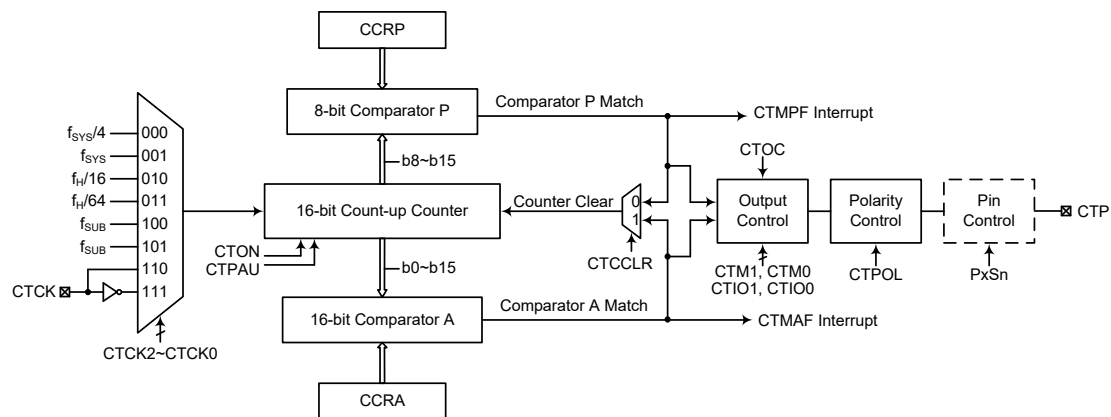 CCRP
8-bit Comparator P
Comparator P Match
CTMPF Interrupt
b8~b15
fSYS/4
000
fSYS
001
fH/16
010
fH/64
011
fSUB
100
fSUB
101
110
CTCK
111
CTCK2~CTCK0
16-bit Count-up Counter
CTON
CTPAU
Counter Clear
0
1
CTCCLR
CTOC
Output
Control
CTM1, CTM0
CTIO1, CTIO0
Polarity
Control
CTPOL
Pin
Control
PxSn
CTP
b0~b15
16-bit Comparator A
Comparator A Match
CTMAF Interrupt
CCRA